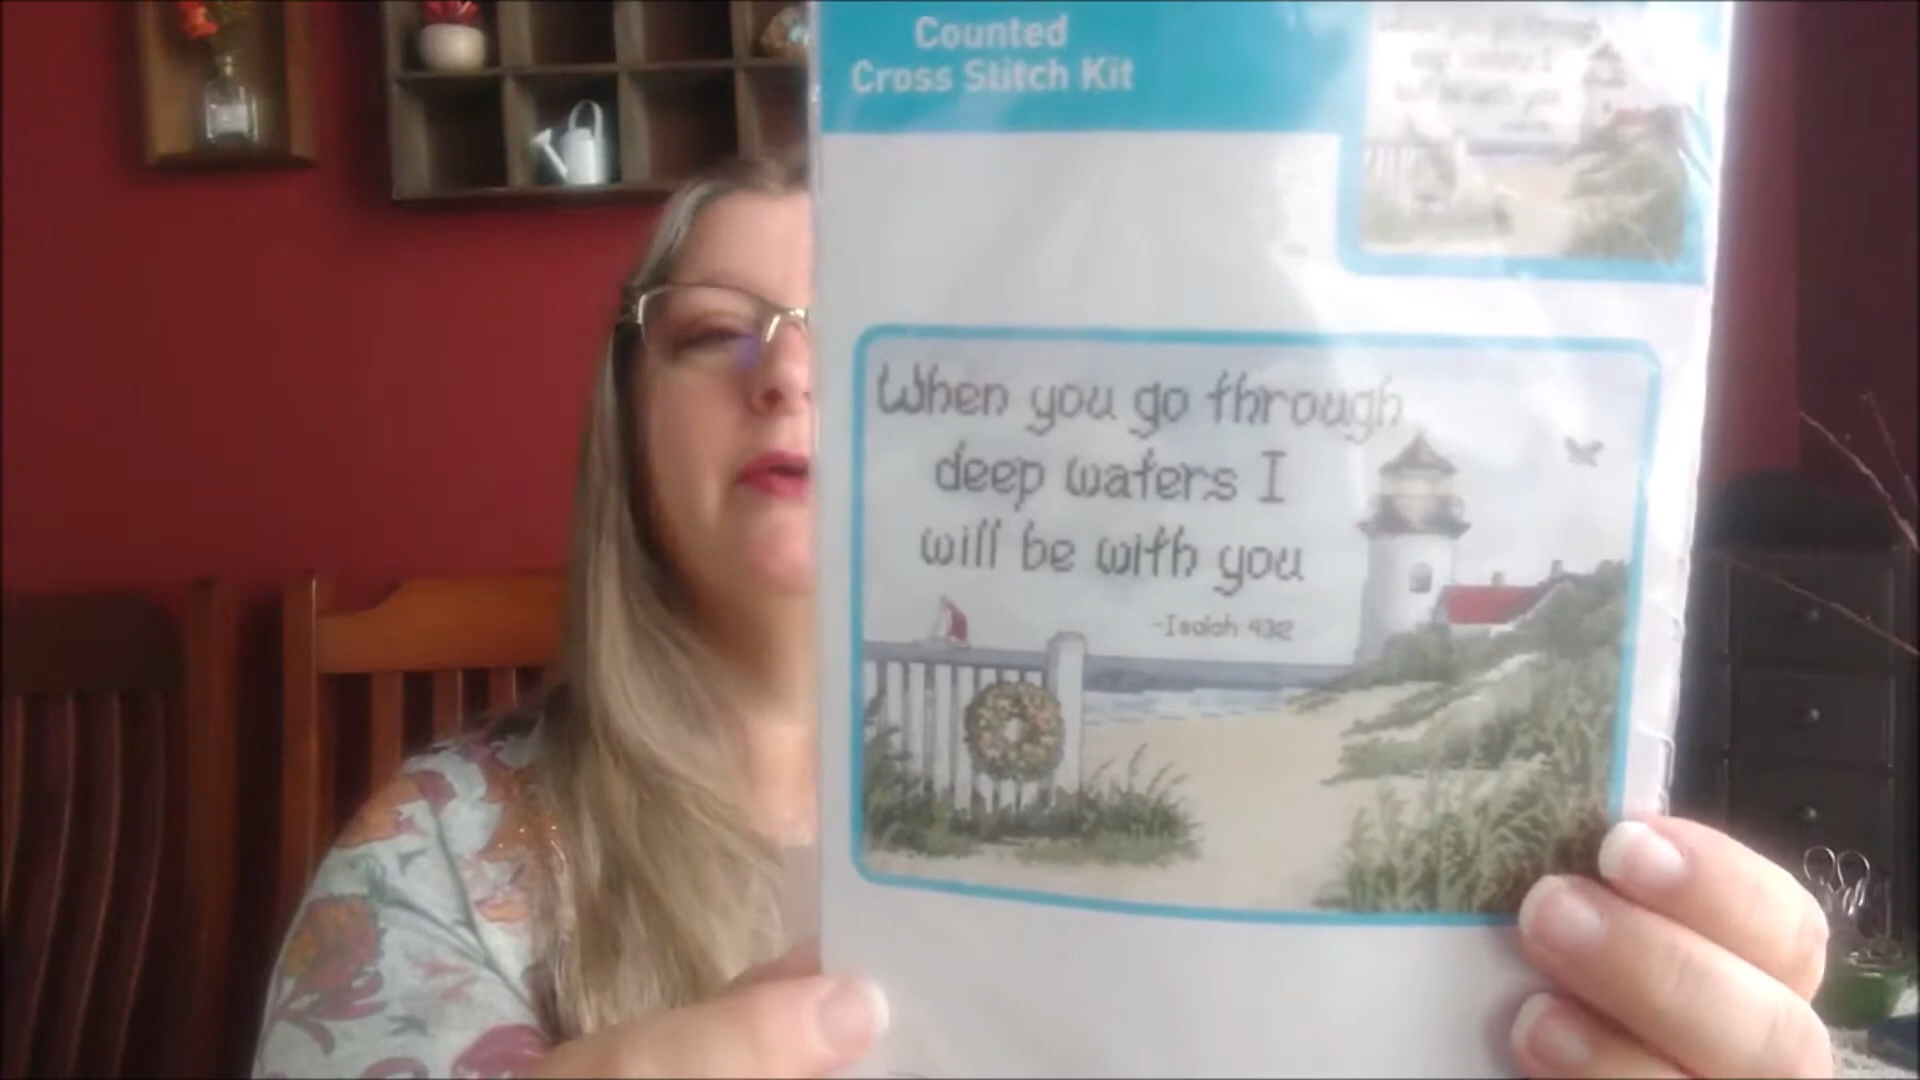 Counted
Cross Stitch Kit
When you go through
deep waters I
will be with you
-Isaiah 43:2